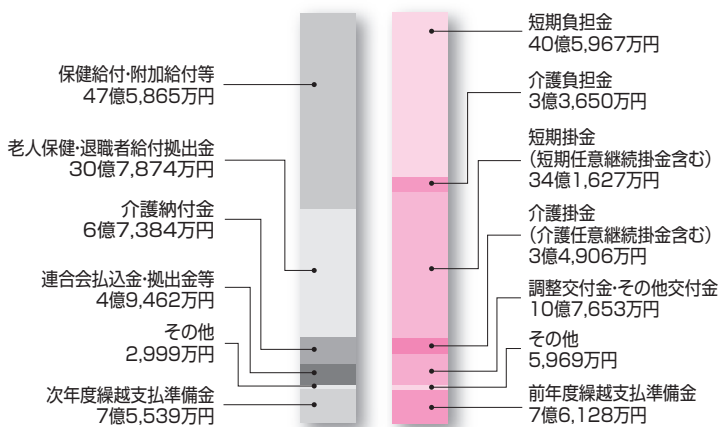 保健給付・附加給付等
47億5,865万円
老人保健・退職者給付拠出金
30億7,874万円
介護納付金
6億7,384万円
連合会払込金・拠出金等
4億9,462万円
その他
2,999万円
次年度繰越支払準備金
7億5,539万円
短期負担金
40億5,967万円
介護負担金
3億3,650万円
短期掛金
(短期任意継続掛金含む)
34億1,627万円
介護掛金
(介護任意継続掛金含む)
3億4,906万円
調整交付金・その他交付金
10億7,653万円
その他
5,969万円
前年度繰越支払準備金
7億6,128万円